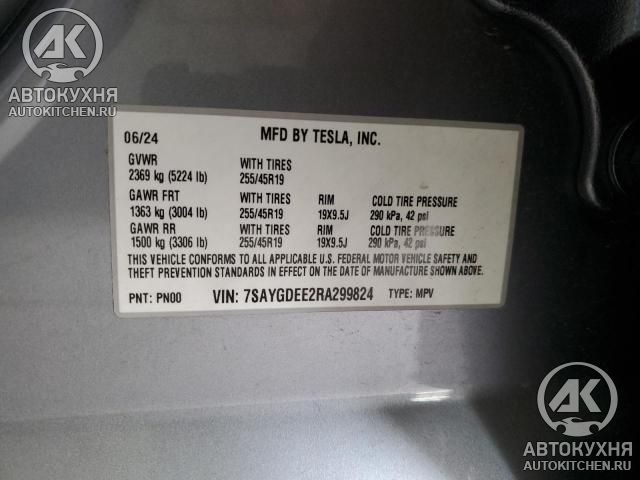 АК
АВТОКУХНЯ
AUTOKITCHEN.RU
06/24 MFD BY TESLA, INC.
GVWR WITH TIRES
2369 kg (5224 lb) 255/45R19
GAWR FRT WITH TIRES RIM COLD TIRE PRESSURE
1363 kg (3004 lb) 255/45R19 19X9.5J 290 kPa, 42 psi
GAWR RR WITH TIRES RIM COLD TIRE PRESSURE
1500 kg (3306 lb) 255/45R19 19X9.5J 290 kPa, 42 psi
THIS VEHICLE CONFORMS TO ALL APPLICABLE U.S. FEDERAL MOTOR VEHICLE SAFETY AND
THEFT PREVENTION STANDARDS IN EFFECT ON THE DATE OF MANUFACTURE SHOWN ABOVE.
PNT: PN00 VIN: 7SAYGDEE2RA299824 TYPE: MPV
АК
АВТОКУХНЯ
AUTOKITCHEN.RU